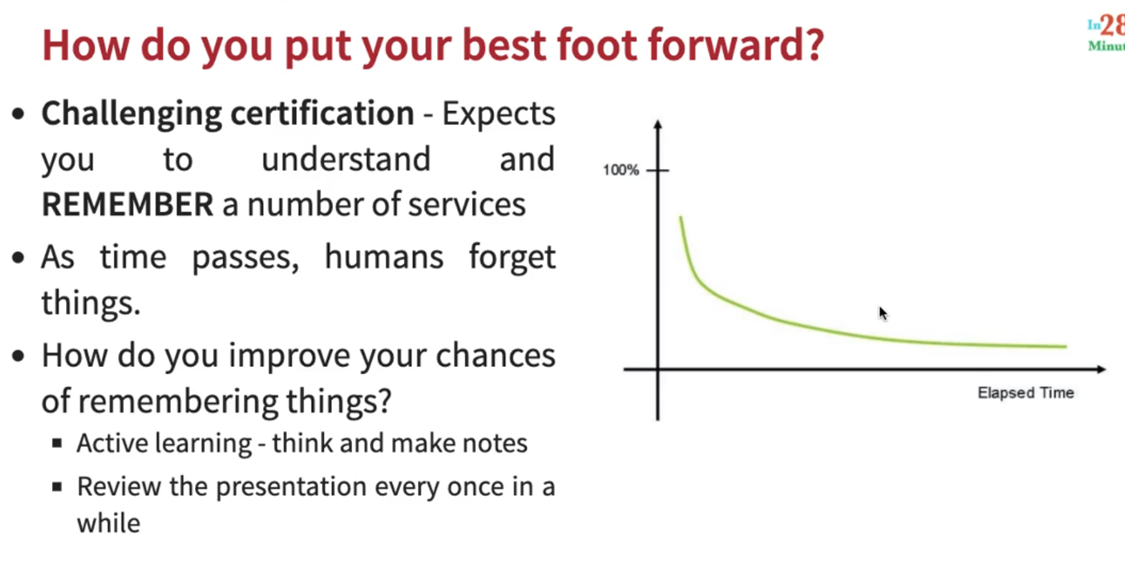 How do you put your best foot forward?
In28
Minut
Challenging certification - Expects
you to understand and
REMEMBER a number of services
As time passes, humans forget
things.
How do you improve your chances
of remembering things?
Active learning - think and make notes
Review the presentation every once in a
while
100%
Elapsed Time